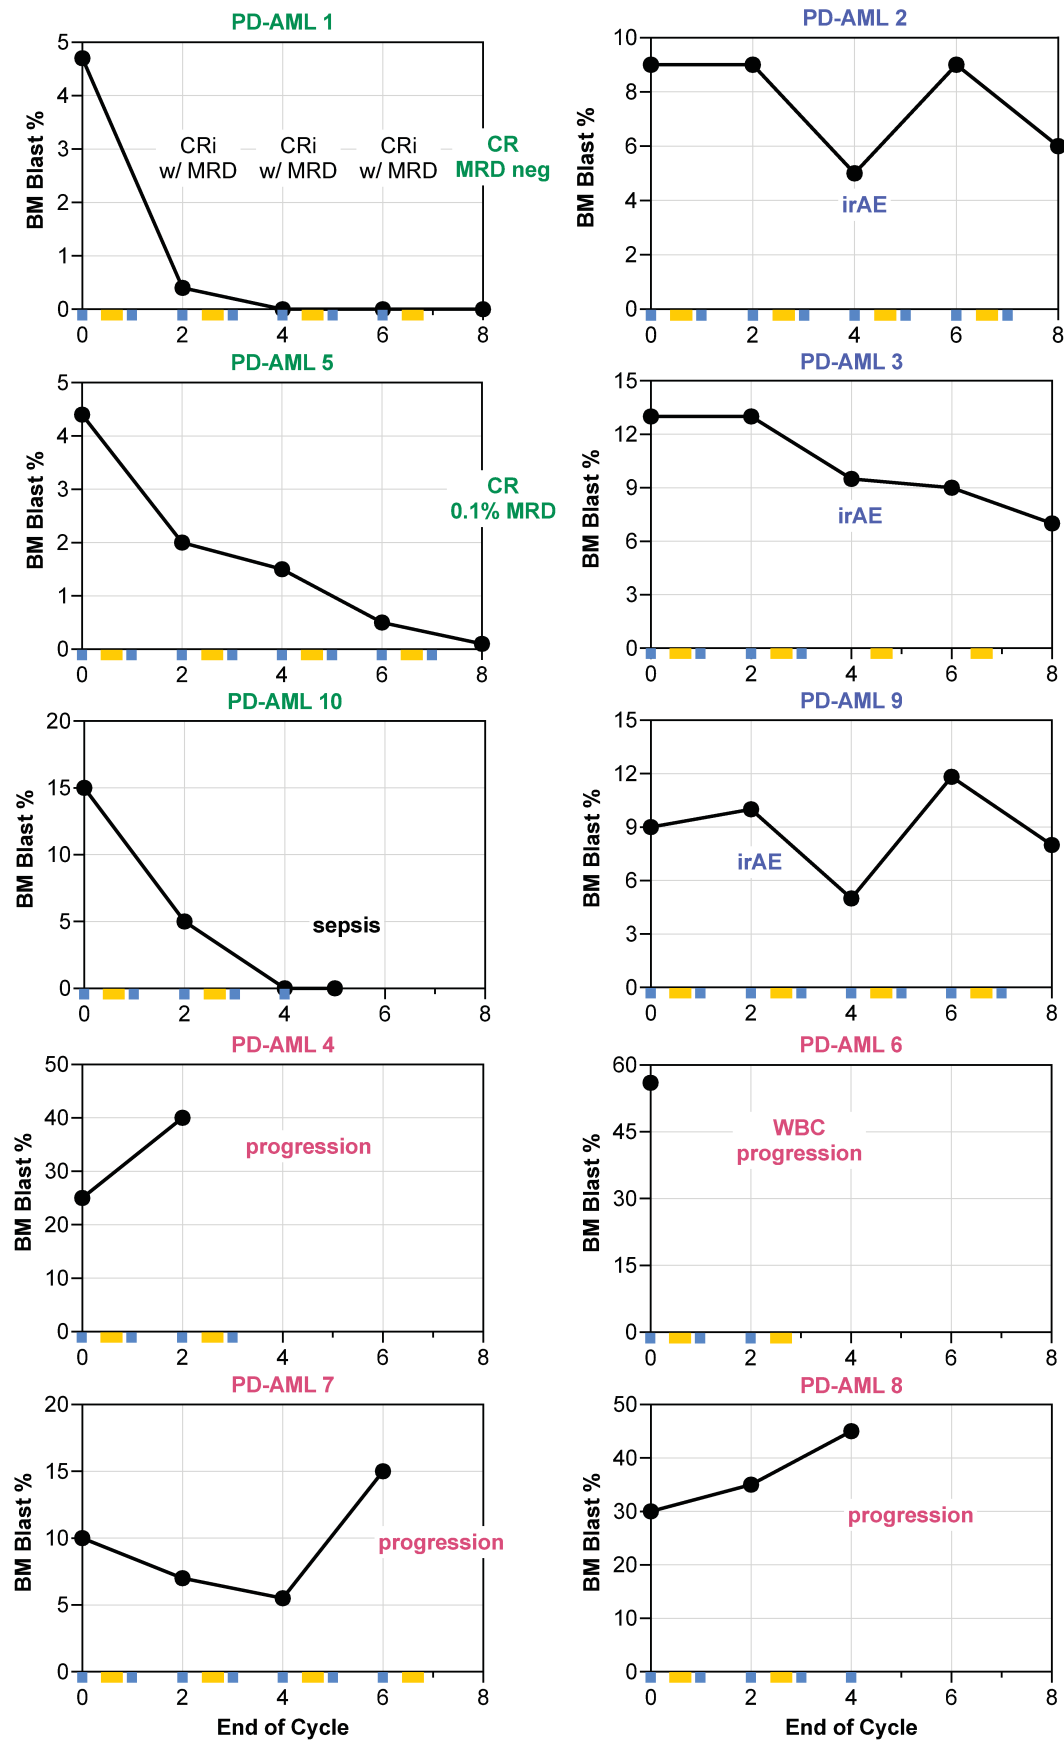 PD-AML 1
BM Blast %
5
4
3
2
1
0
CRi
w/ MRD
CRi
w/ MRD
CRi
w/ MRD
CR
MRD neg
0 2 4 6 8
PD-AML 2
BM Blast %
10
8
6
4
2
0
irAE
0 2 4 6 8
PD-AML 5
BM Blast %
5
4
3
2
1
0
CR
0.1% MRD
0 2 4 6 8
PD-AML 3
BM Blast %
15
12
9
6
3
0
irAE
0 2 4 6 8
PD-AML 10
BM Blast %
20
15
10
5
0
sepsis
0 2 4 6 8
PD-AML 9
BM Blast %
15
12
9
6
3
0
irAE
0 2 4 6 8
PD-AML 4
BM Blast %
50
40
30
20
10
0
progression
0 2 4 6 8
PD-AML 6
BM Blast %
60
45
30
15
0
WBC
progression
0 2 4 6 8
PD-AML 7
BM Blast %
20
15
10
5
0
progression
0 2 4 6 8
End of Cycle
PD-AML 8
BM Blast %
50
40
30
20
10
0
progression
0 2 4 6 8
End of Cycle